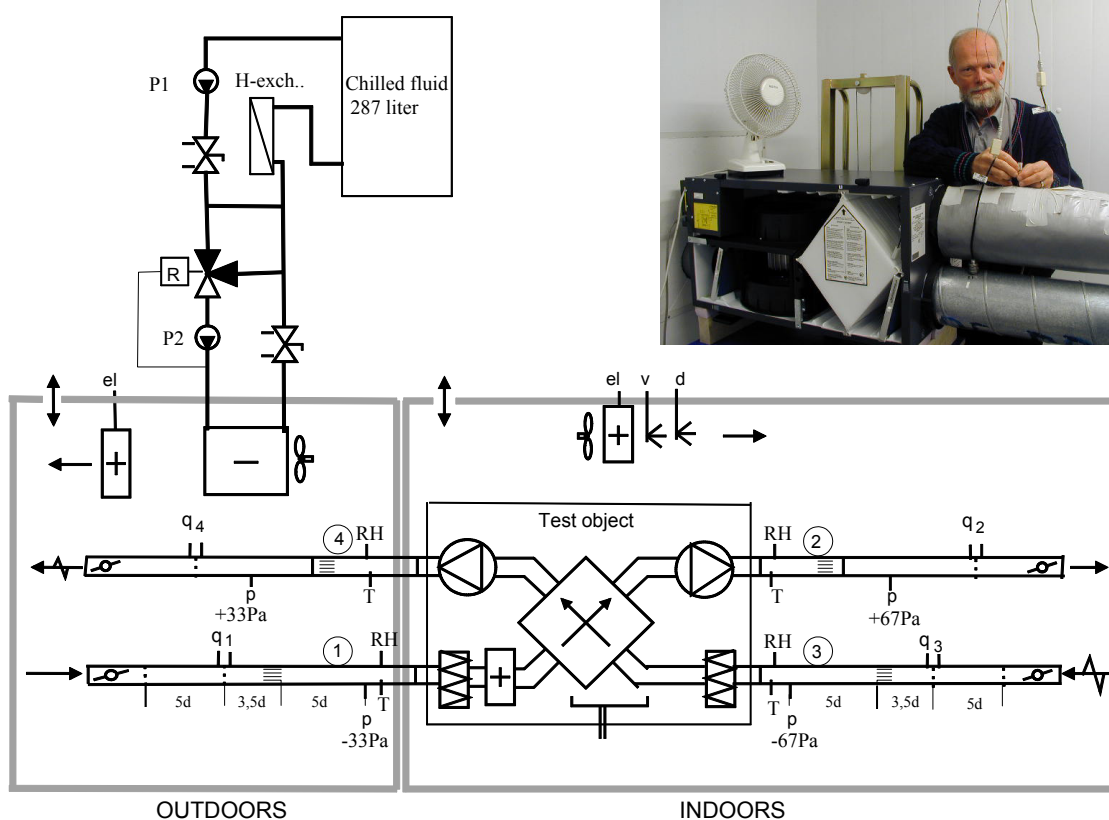 P1
H-exch..
Chilled fluid
287 liter
R
P2
el
el
v
d
Test object
q4
4
RH
RH
2
q2
p
+33Pa
T
T
p
+67Pa
q1
1
RH
RH
3
q3
5d
3,5d
5d
T
p
-33Pa
T
p
-67Pa
5d
3,5d
5d
OUTDOORS
INDOORS